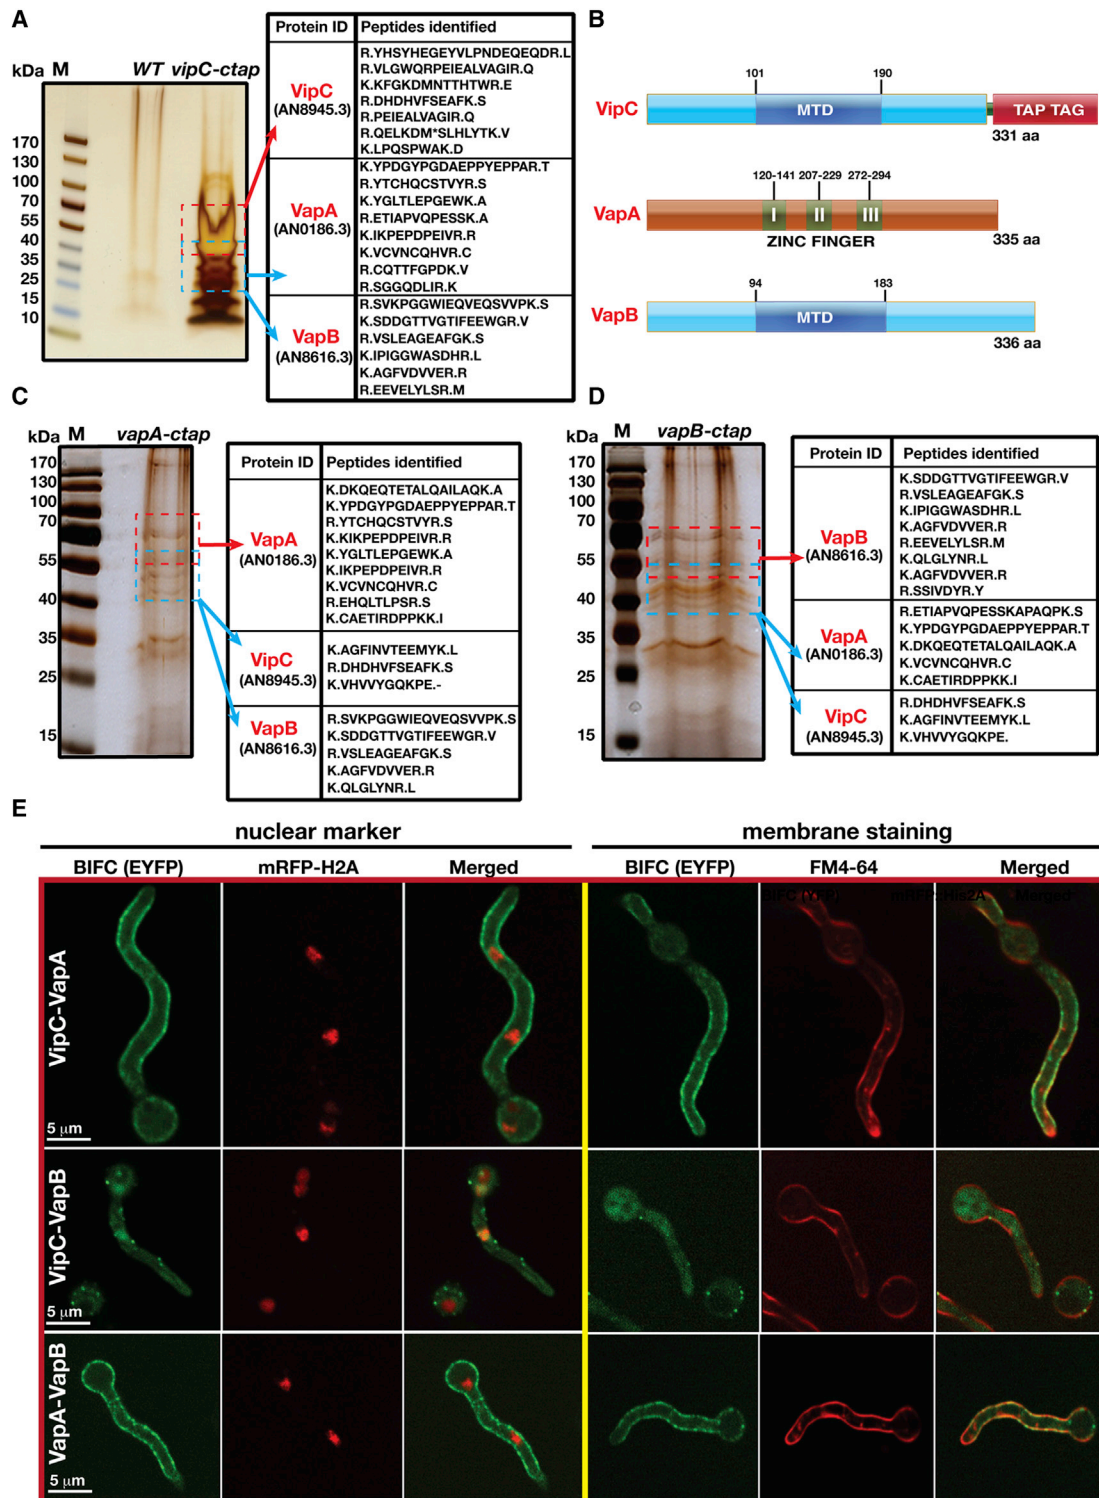 A
kDa M WT vipC-ctap
170
130
100
70
55
40
35
25
15
10
Protein ID Peptides identified
VipC
(AN8945.3)
R.YHSYHEGEYVLPNDEQEQDR.L
R.VLGWQRPEIEALVAGIR.Q
K.KFGKDMNTTHTWR.E
R.DHDHVFSEAFK.S
R.PEIEALVAGIR.Q
R.QELKDM*SLHLYTK.V
K.LPQSPWAK.D
VapA
(AN0186.3)
K.YPDGYPGDAEPPYEPPAR.T
R.YTCHQCSTVYR.S
K.YGLTLEPGEWK.A
R.ETIAPVQPESSK.A
K.IKPEPDPEIVR.R
K.VCVNCQHVR.C
R.CQTTFGPDK.V
R.SGGQDLIR.K
VapB
(AN8616.3)
R.SVKPGGWIEQVEQSVVPK.S
K.SDDGTTVGTIFEEWGR.V
R.VSLEAGEAFGK.S
K.IPIGGWASDHR.L
K.AGFVDVVER.R
R.EEVELYLSR.M
B
101 190
VipC MTD TAP TAG
331 aa
120-141 207-229 272-294
VapA I II III
ZINC FINGER
335 aa
94 183
VapB MTD
336 aa
C
kDa M vapA-ctap
170
130
100
70
55
40
35
25
15
Protein ID Peptides identified
VapA
(AN0186.3)
K.DKQEQTETALQAILAQK.A
K.YPDGYPGDAEPPYEPPAR.T
R.YTCHQCSTVYR.S
K.KIKPEPDPEIVR.R
K.YGLTLEPGEWK.A
K.IKPEPDPEIVR.R
K.VCVNCQHVR.C
R.EHQLTLPSR.S
K.CAETIRDPPKK.I
VipC
(AN8945.3)
K.AGFINVTEEMYK.L
R.DHDHVFSEAFK.S
K.VHVVYGQKPE.-
VapB
(AN8616.3)
R.SVKPGGWIEQVEQSVVPK.S
K.SDDGTTVGTIFEEWGR.V
R.VSLEAGEAFGK.S
K.AGFVDVVER.R
K.QLGLYNR.L
D
kDa M vapB-ctap
170
130
100
70
55
40
35
25
15
Protein ID Peptides identified
VapB
(AN8616.3)
K.SDDGTTVGTIFEEWGR.V
R.VSLEAGEAFGK.S
K.IPIGGWASDHR.L
K.AGFVDVVER.R
R.EEVELYLSR.M
K.QLGLYNR.L
K.AGFVDVVER.R
R.SSIVDYR.Y
VapA
(AN0186.3)
R.ETIAPVQPESSKAPAQPK.S
K.YPDGYPGDAEPPYEPPAR.T
K.DKQEQTETALQAILAQK.A
K.VCVNCQHVR.C
K.CAETIRDPPKK.I
VipC
(AN8945.3)
R.DHDHVFSEAFK.S
K.AGFINVTEEMYK.L
K.VHVVYGQKPE.
E
nuclear marker membrane staining
BIFC (EYFP) mRFP-H2A Merged BIFC (EYFP) FM4-64 Merged
BIFC (YFP) mRFP::His2A Merged
VipC-VapA
5 μm
VipC-VapB
5 μm
VapA-VapB
5 μm